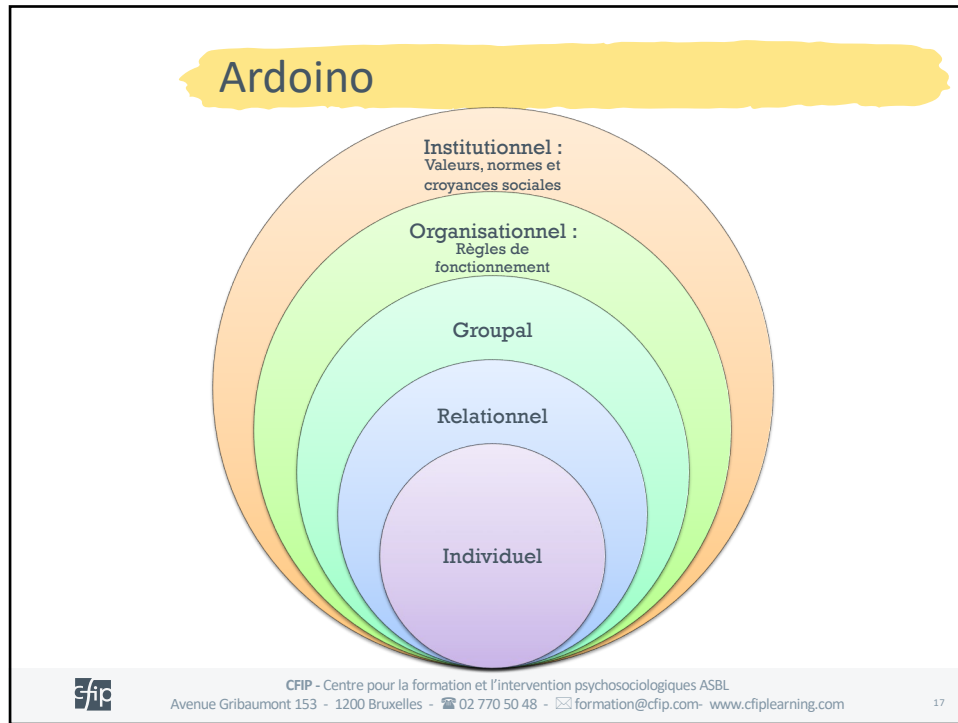 Ardoino
Institutionnel :
Valeurs, normes et
croyances sociales
Organisationnel :
Règles de
fonctionnement
Groupal
Relationnel
Individuel
cfip
CFIP - Centre pour la formation et l'intervention psychosociologiques ASBL
Avenue Gribaumont 153 - 1200 Bruxelles - ☎ 02 770 50 48 - ✉ formation@cfip.com- www.cfiplearning.com
17